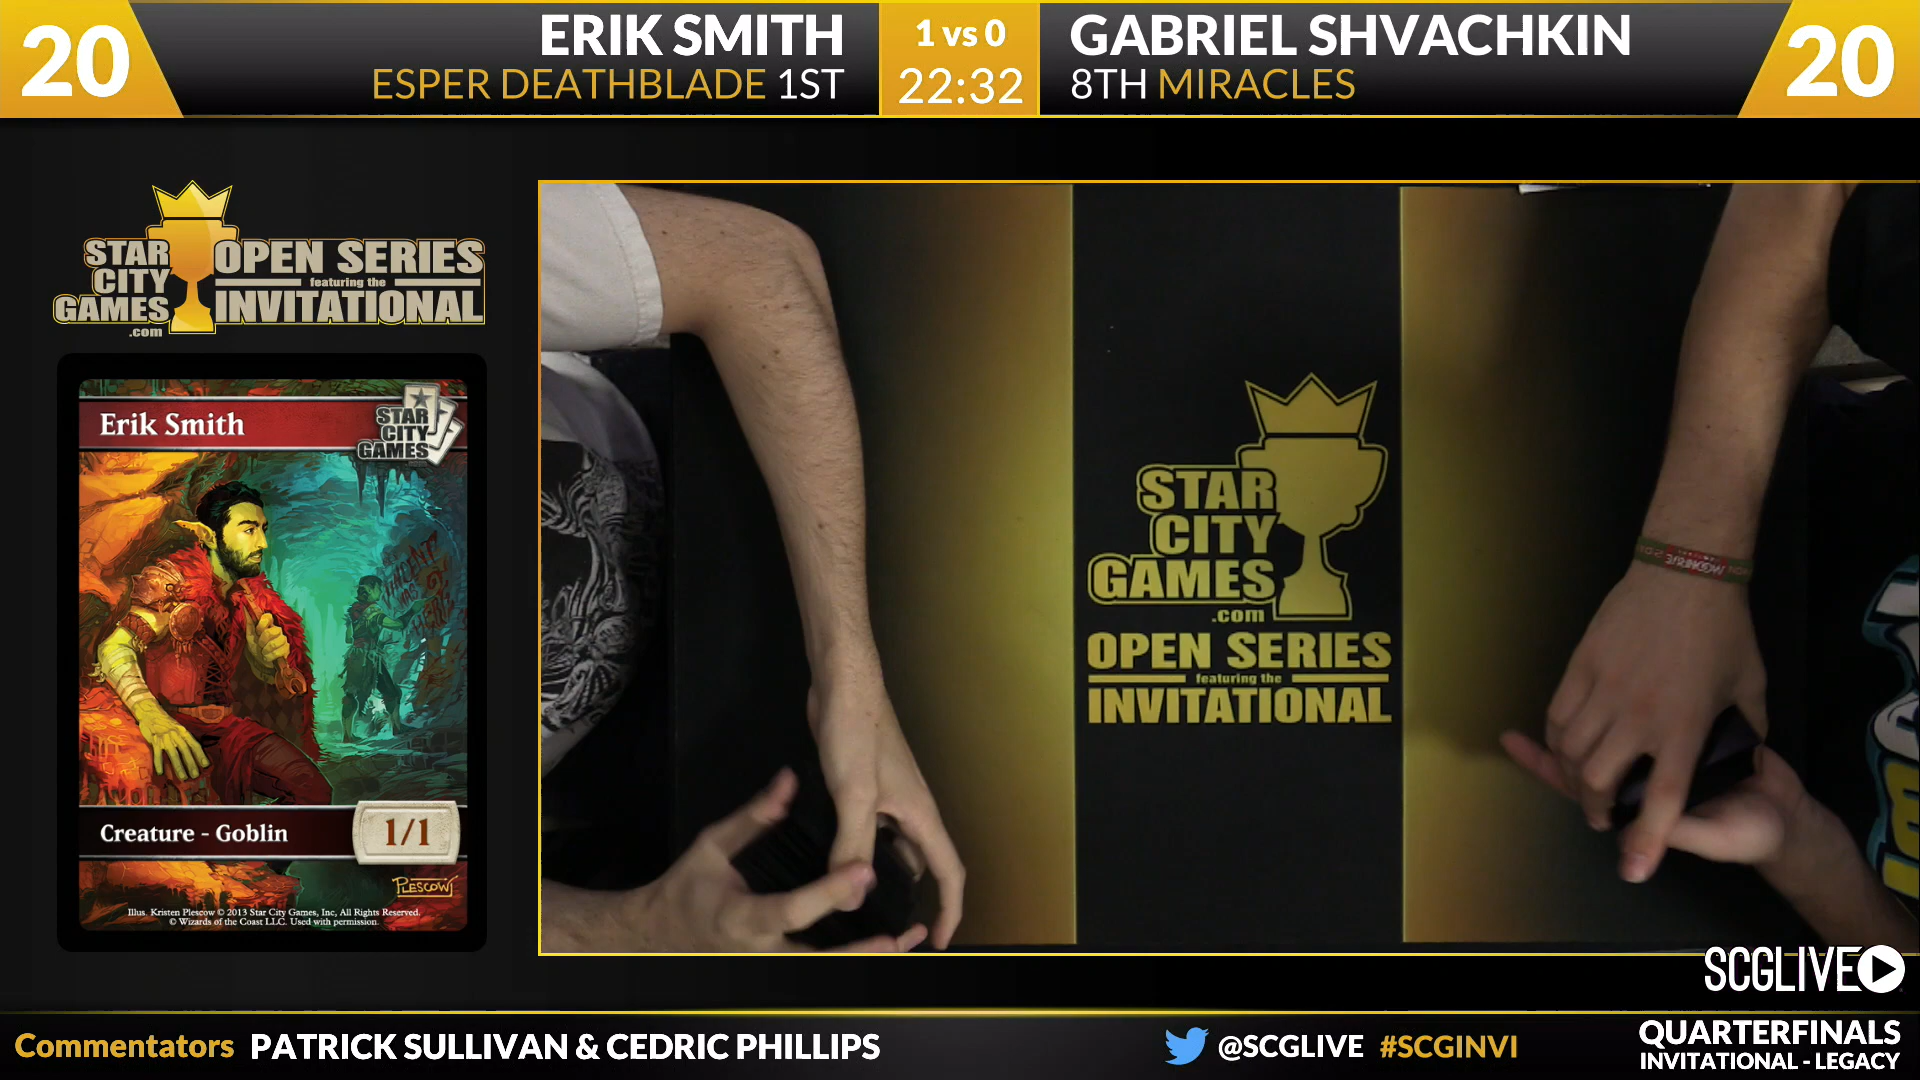 20
ERIK SMITH
ESPER DEATHBLADE 1ST
1 vs 0
22:32
GABRIEL SHVACHKIN
8TH MIRACLES
20
STAR CITY GAMES .com
OPEN SERIES
featuring the
INVITATIONAL
Erik Smith
STAR CITY GAMES
Creature - Goblin
1/1
PLESCOW
Illus. Kristen Plescow © 2013 Star City Games, Inc, All Rights Reserved.
© Wizards of the Coast LLC. Used with permission.
STAR
CITY
GAMES
.com
OPEN SERIES
featuring the
INVITATIONAL
SCGLIVE
Commentators PATRICK SULLIVAN & CEDRIC PHILLIPS
@SCGLIVE #SCGINVI
QUARTERFINALS
INVITATIONAL - LEGACY